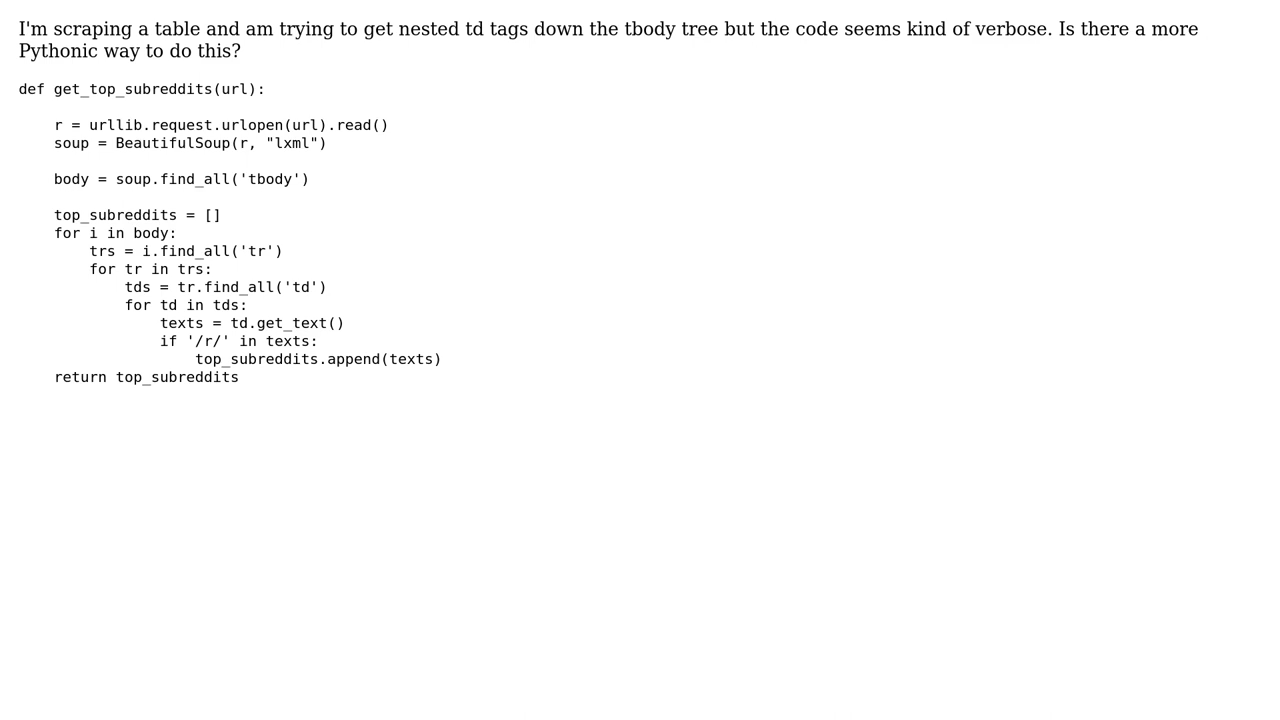 I'm scraping a table and am trying to get nested td tags down the tbody tree but the code seems kind of verbose. Is there a more
Pythonic way to do this?
def get_top_subreddits(url):
    r = urllib.request.urlopen(url).read()
    soup = BeautifulSoup(r, "lxml")
    body = soup.find_all('tbody')
    top_subreddits = []
    for i in body:
        trs = i.find_all('tr')
        for tr in trs:
            tds = tr.find_all('td')
            for td in tds:
                texts = td.get_text()
                if '/r/' in texts:
                    top_subreddits.append(texts)
    return top_subreddits